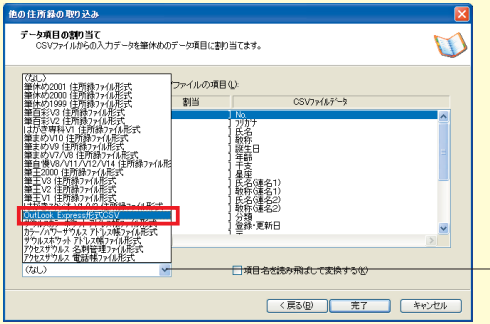 他の住所録の取り込み
データ項目の割り当て
CSVファイルからの入力データを筆休めのデータ項目に割り当てます。
ファイルの項目(L):
割当
CSVファイルデータ
(なし)
筆休め2001 住所録ファイル形式
筆休め2000 住所録ファイル形式
筆休め1999 住所録ファイル形式
筆百彩V3 住所録ファイル形式
筆百彩V2 住所録ファイル形式
はがき専科V1 住所録ファイル形式
筆まめV10 住所録ファイル形式
筆まめV9 住所録ファイル形式
筆まめV7/V8 住所録ファイル形式
筆自慢V8/V11/V12/V14 住所録ファイル形
筆王2000 住所録ファイル形式
筆王V3 住所録ファイル形式
筆王V2 住所録ファイル形式
筆王V1 住所録ファイル形式
OutLook Express形式CSV
カラー/パワーザウルス アドレス帳ファイル形式
ザウルスポケット アドレス帳ファイル形式
アクセスザウルス 名刺管理ファイル形式
アクセスザウルス 電話帳ファイル形式
(なし)
No.
フリガナ
氏名
敬称
誕生日
年齢
干支
星座
氏名(連名1)
敬称(連名1)
氏名(連名2)
敬称(連名2)
分類
登録・更新日
項目名を読み飛ばして変換する(K)
< 戻る(B)
完了
キャンセル